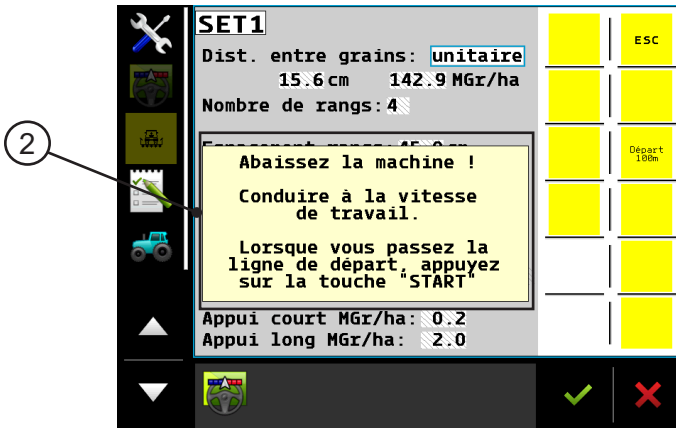 SET1
ESC
Dist. entre grains: unitaire
15.6 cm 142.9 MGr/ha
Nombre de rangs: 4
2
Abaissez la machine !
Départ
100m
Conduire à la vitesse
de travail.
Lorsque vous passez la
ligne de départ, appuyez
sur la touche "START"
Appui court MGr/ha: 0.2
Appui long MGr/ha: 2.0